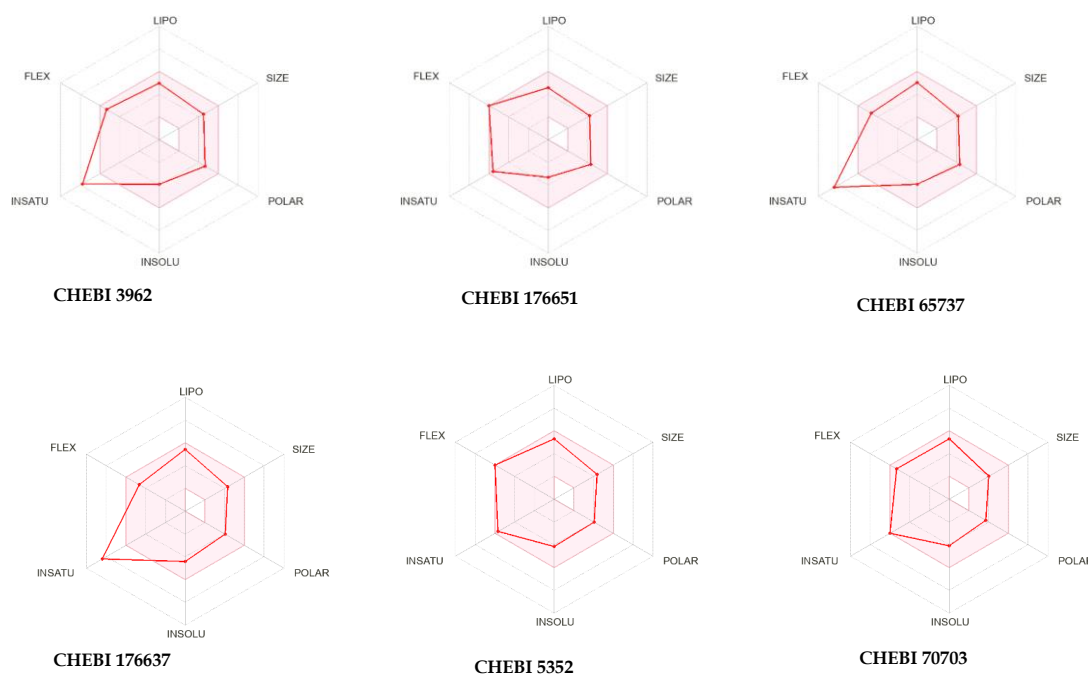 LIPO
FLEX
SIZE
INSATU
POLAR
INSOLU
CHEBI 3962
LIPO
FLEX
SIZE
INSATU
POLAR
INSOLU
CHEBI 176651
LIPO
FLEX
SIZE
INSATU
POLAR
INSOLU
CHEBI 65737
LIPO
FLEX
SIZE
INSATU
POLAR
INSOLU
CHEBI 176637
LIPO
FLEX
SIZE
INSATU
POLAR
INSOLU
CHEBI 5352
LIPO
FLEX
SIZE
INSATU
POLAI
INSOLU
CHEBI 70703